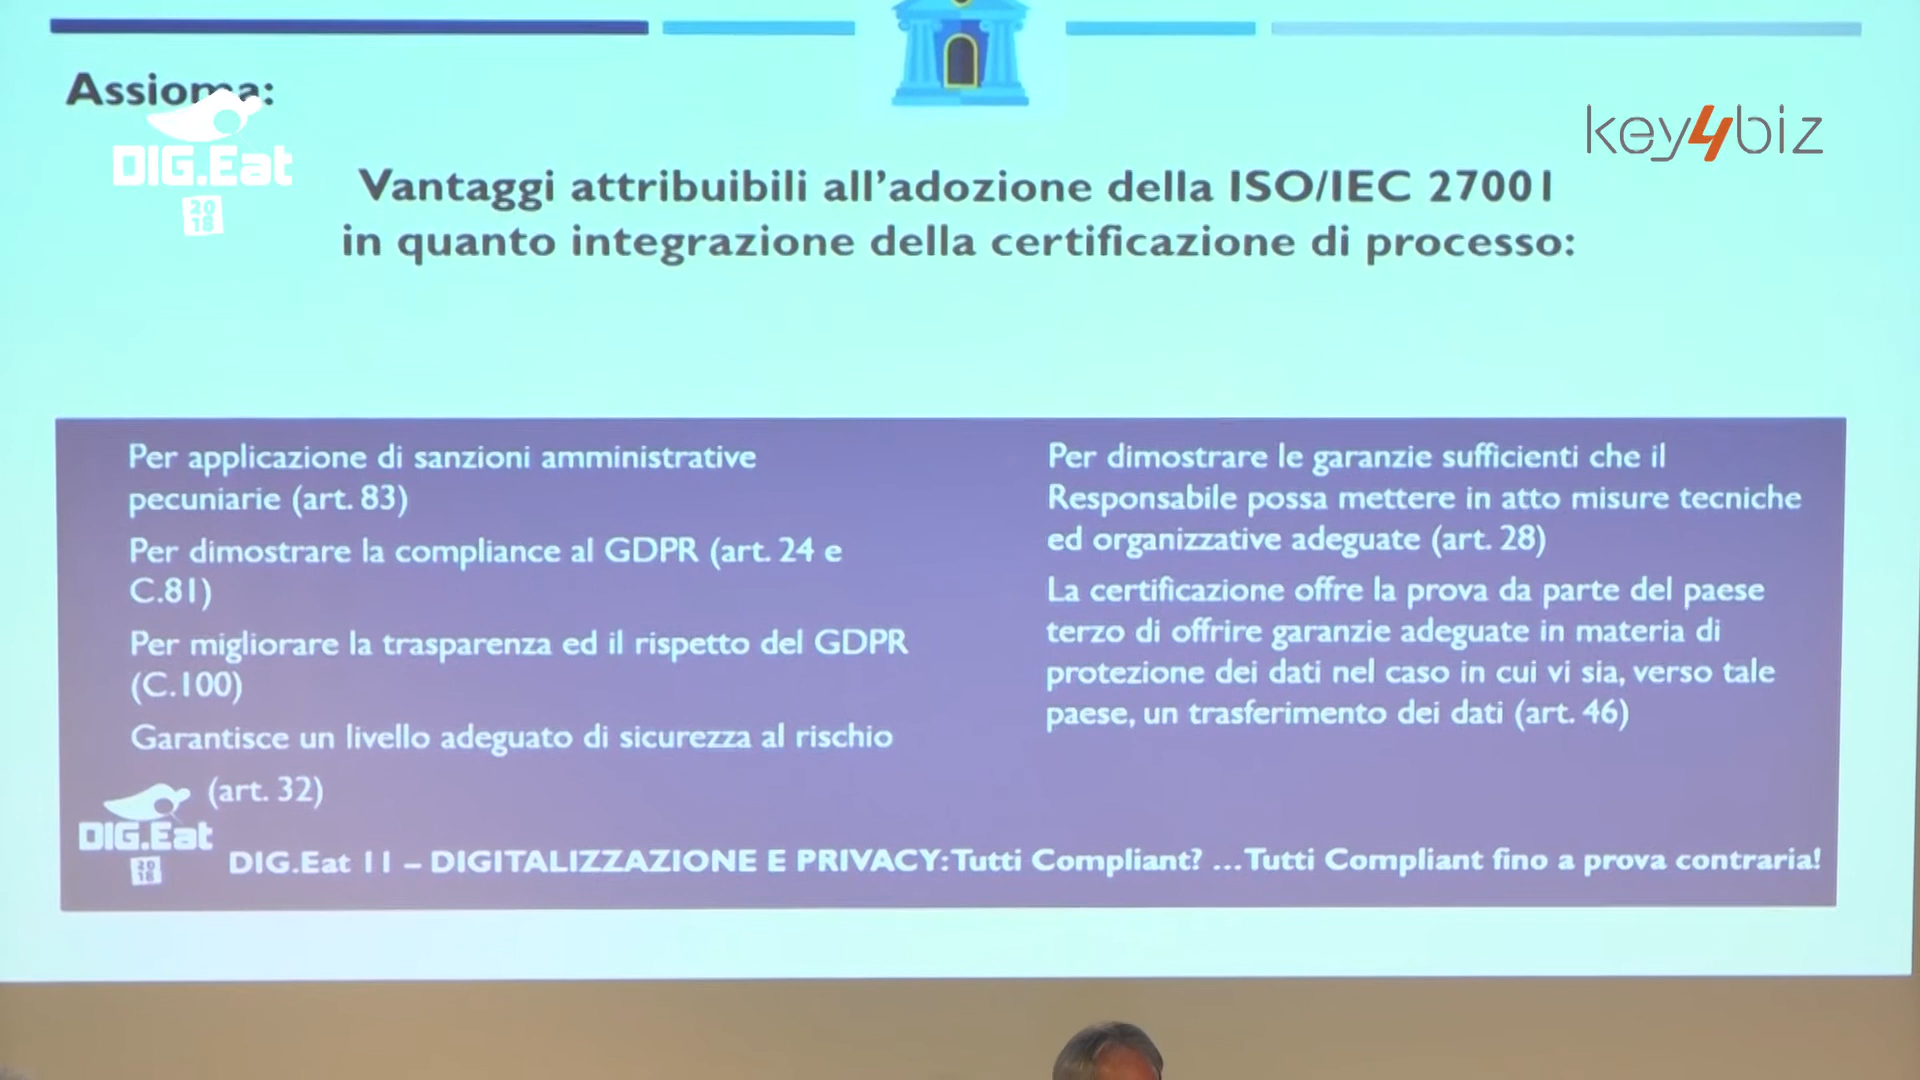 Assioma:
DIG.Eat
20
18
key4biz
Vantaggi attribuibili all’adozione della ISO/IEC 27001
in quanto integrazione della certificazione di processo:
Per applicazione di sanzioni amministrative
pecuniarie (art. 83)
Per dimostrare la compliance al GDPR (art. 24 e
C.81)
Per migliorare la trasparenza ed il rispetto del GDPR
(C.100)
Garantisce un livello adeguato di sicurezza al rischio
(art. 32)
Per dimostrare le garanzie sufficienti che il
Responsabile possa mettere in atto misure tecniche
ed organizzative adeguate (art. 28)
La certificazione offre la prova da parte del paese
terzo di offrire garanzie adeguate in materia di
protezione dei dati nel caso in cui vi sia, verso tale
paese, un trasferimento dei dati (art. 46)
DIG.Eat
20
18
DIG.Eat 11 – DIGITALIZZAZIONE E PRIVACY: Tutti Compliant? …Tutti Compliant fino a prova contraria!